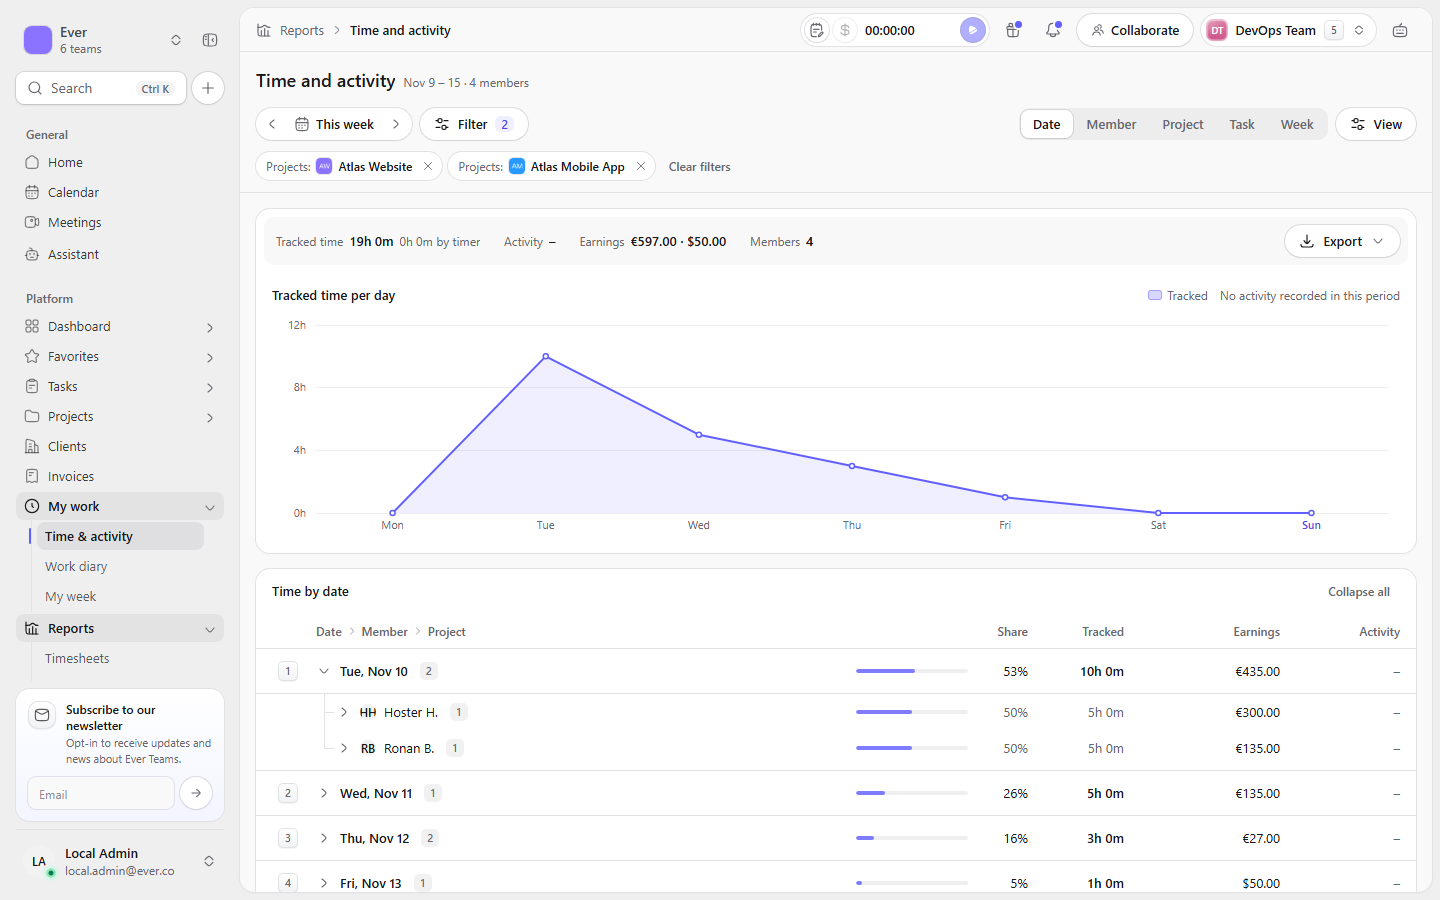 Ever
6 teams
Search
Ctrl K
General
Home
Calendar
Meetings
Assistant
Platform
Dashboard
Favorites
Tasks
Projects
Clients
Invoices
My work
Time & activity
Work diary
My week
Reports
Timesheets
Subscribe to our
newsletter
Opt-in to receive updates and
news about Ever Teams.
Email
LA
Local Admin
local.admin@ever.co
Reports
Time and activity
$
00:00:00
Collaborate
DT
DevOps Team
5
Time and activity
Nov 9 – 15 · 4 members
This week
Filter
2
Date
Member
Project
Task
Week
View
Projects: AW Atlas Website
Projects: AM Atlas Mobile App
Clear filters
Tracked time 19h 0m 0h 0m by timer
Activity –
Earnings €597.00 · $50.00
Members 4
Export
Tracked time per day
Tracked
No activity recorded in this period
12h
8h
4h
0h
Mon
Tue
Wed
Thu
Fri
Sat
Sun
Time by date
Collapse all
Date
Member
Project
Share
Tracked
Earnings
Activity
1 Tue, Nov 10 2 53% 10h 0m €435.00 –
HH Hoster H. 1 50% 5h 0m €300.00 –
RB Ronan B. 1 50% 5h 0m €135.00 –
2 Wed, Nov 11 1 26% 5h 0m €135.00 –
3 Thu, Nov 12 2 16% 3h 0m €27.00 –
4 Fri, Nov 13 1 5% 1h 0m $50.00 –